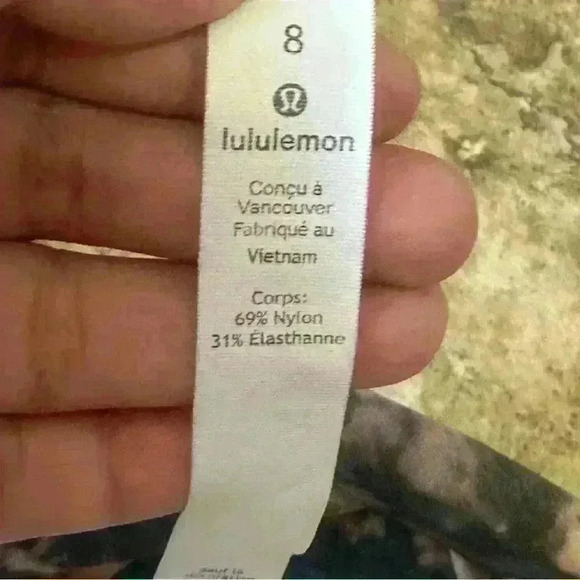 8
lululemon
Conçu à
Vancouver
Fabriqué au
Vietnam
Corps:
69% Nylon
31% Élasthanne